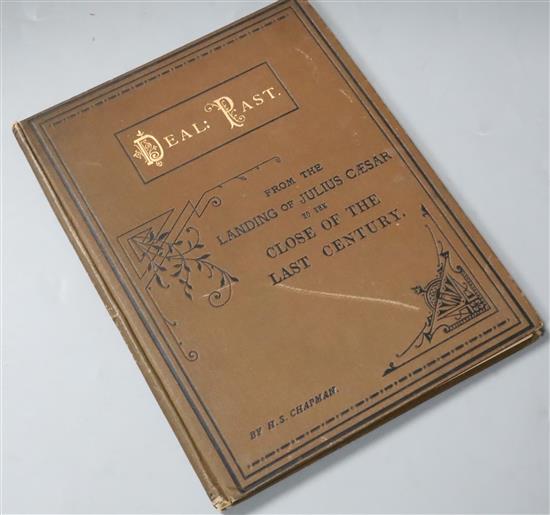 DEAL: PAST.
FROM THE
LANDING OF JULIUS CÆSAR
TO THE
CLOSE OF THE
LAST CENTURY.
BY H. S. CHAPMAN.